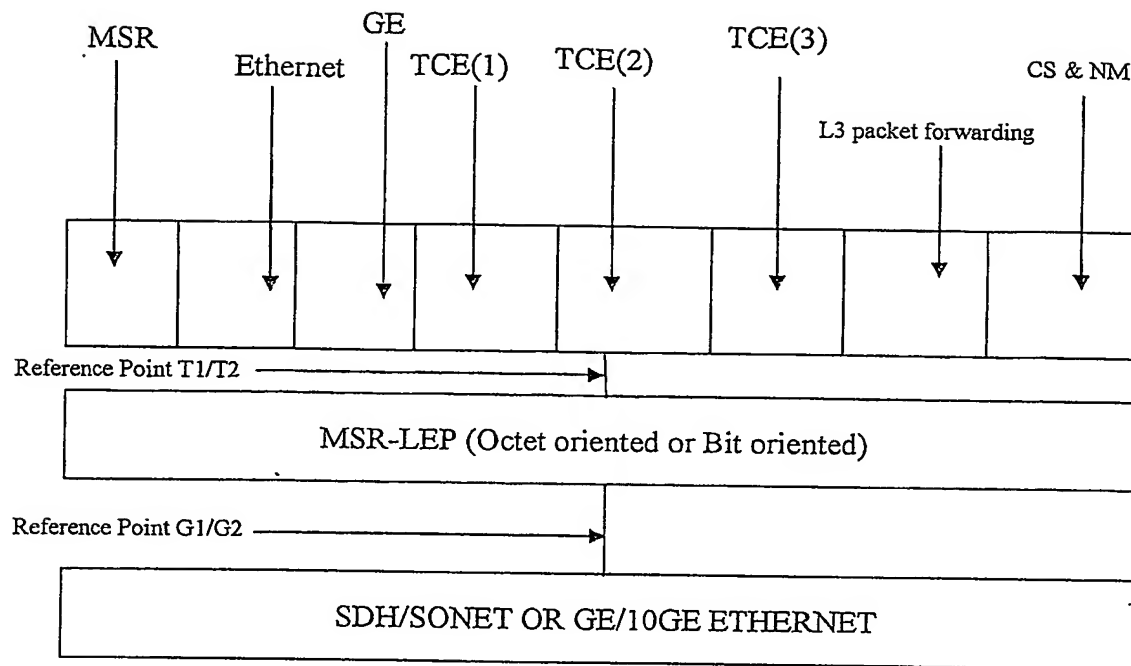 MSR
Ethernet
GE
TCE(1)
TCE(2)
TCE(3)
L3 packet forwarding
CS & NM
Reference Point T1/T2
MSR-LEP (Octet oriented or Bit oriented)
Reference Point G1/G2
SDH/SONET OR GE/10GE ETHERNET